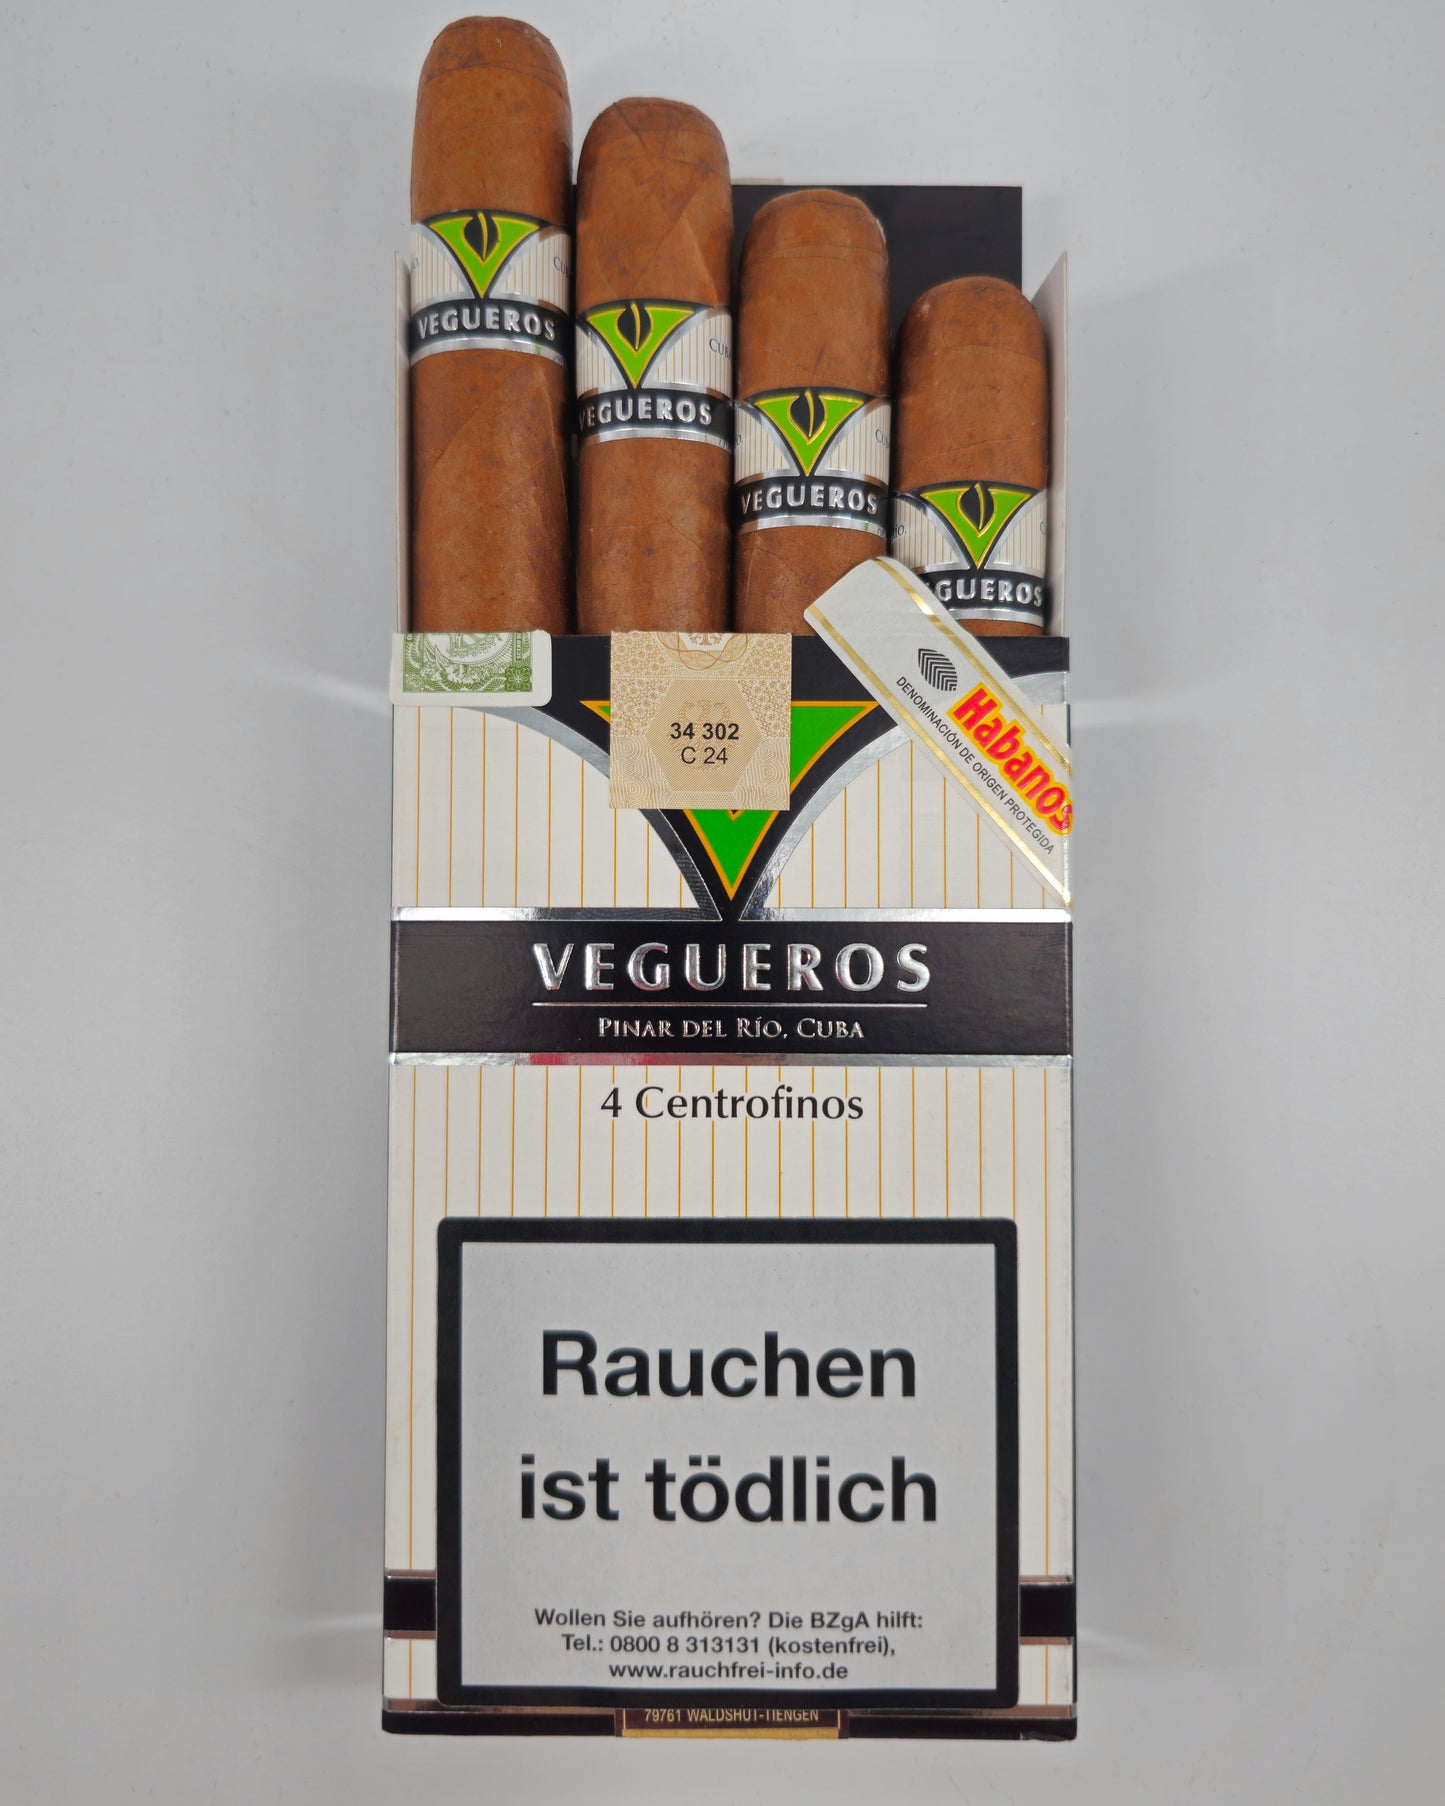 VEGUEROS
VEGUEROS
VEGUEROS
GUEROS
34 302
C 24
Habanos
DENOMINACIÓN DE ORIGEN PROTEGIDA
VEGUEROS
PINAR DEL RÍO, CUBA
4 Centrofinos
Rauchen
ist tödlich
Wollen Sie aufhören? Die BZgA hilft:
Tel.: 0800 8 313131 (kostenfrei),
www.rauchfrei-info.de
79761 WALDSHUT-TIENGEN